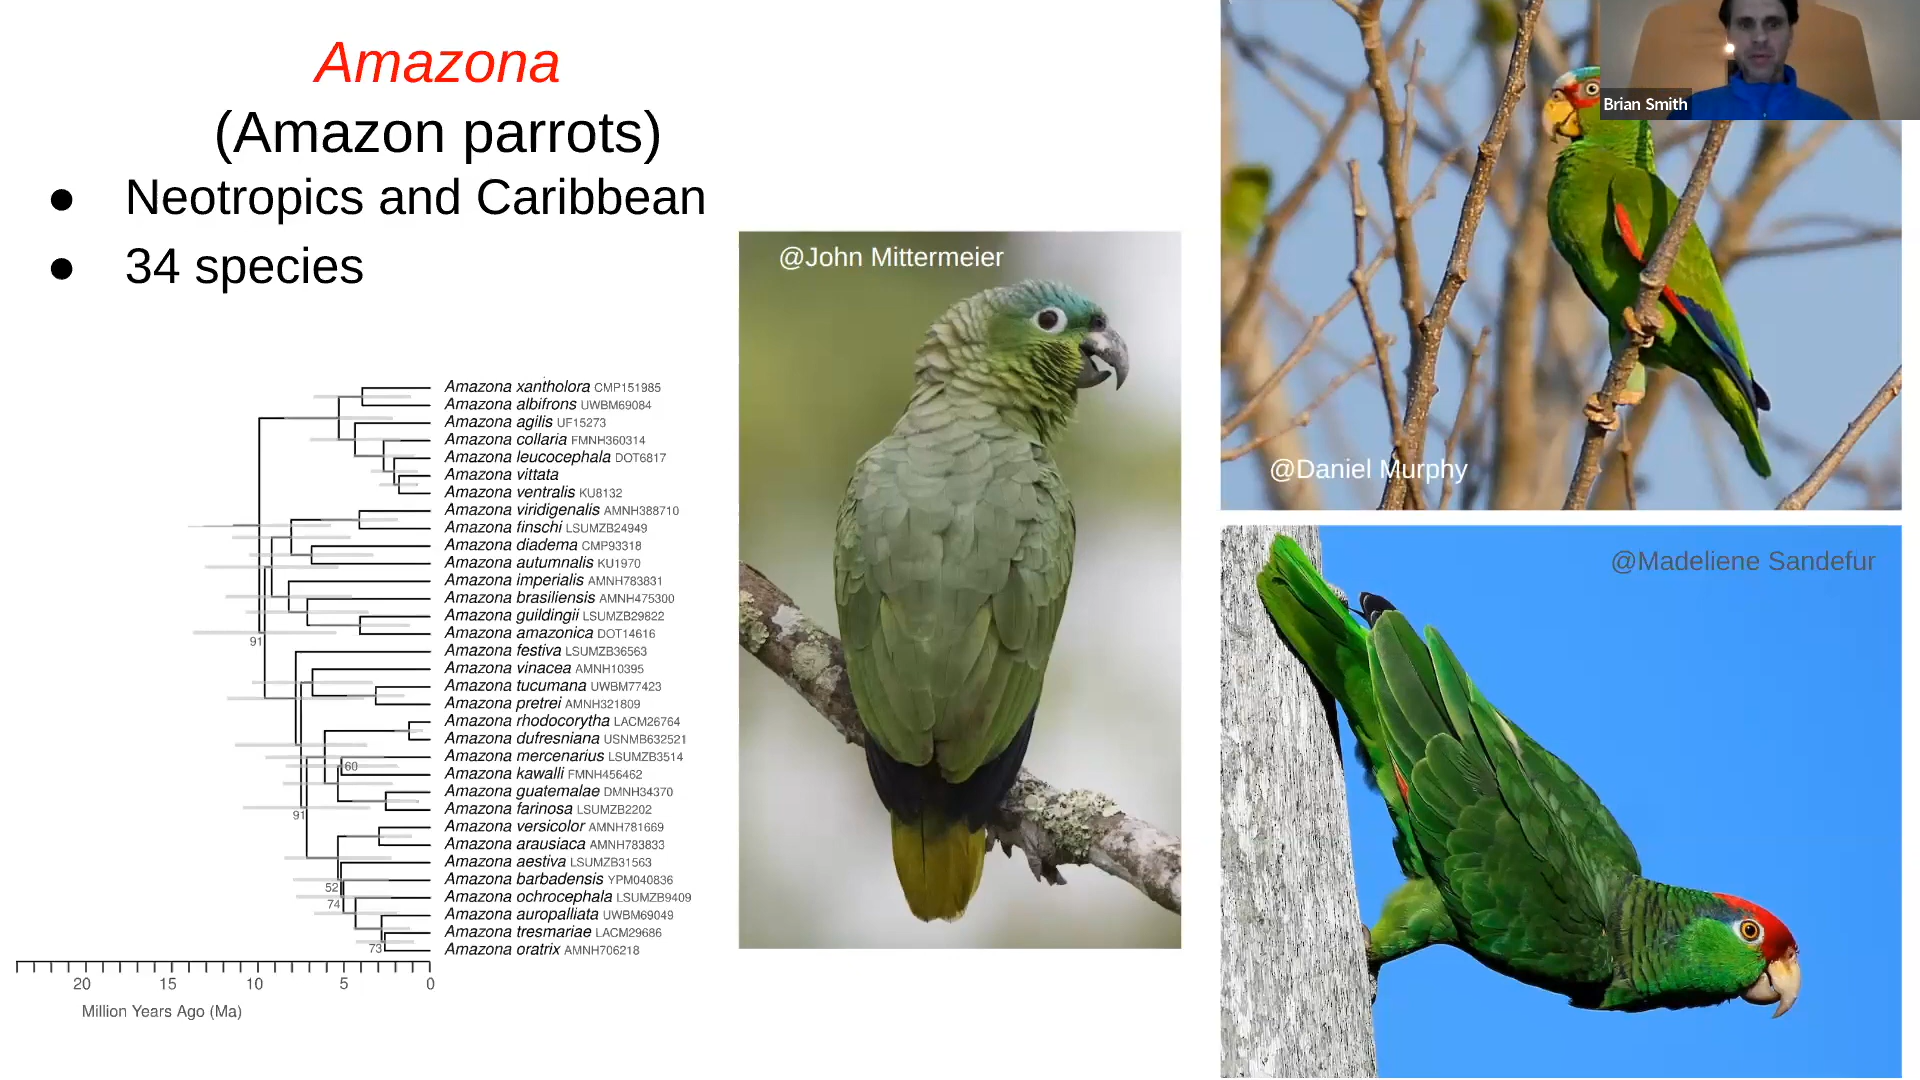 Amazona
(Amazon parrots)
● Neotropics and Caribbean
● 34 species
@John Mittermeier
Brian Smith
@Daniel Murphy
@Madeliene Sandefur
Amazona xantholora CMP151985
Amazona albifrons UWBM69084
Amazona agilis UF15273
Amazona collaria FMNH360314
Amazona leucocephala DOT6817
Amazona vittata
Amazona ventralis KU8132
Amazona viridigenalis AMNH388710
Amazona finschi LSUMZB24949
Amazona diadema CMP93318
Amazona autumnalis KU1970
Amazona imperialis AMNH783831
Amazona brasiliensis AMNH475300
Amazona guildingii LSUMZB29822
Amazona amazonica DOT14616
91
Amazona festiva LSUMZB36563
Amazona vinacea AMNH10395
Amazona tucumana UWBM77423
Amazona pretrei AMNH321809
Amazona rhodocorytha LACM26764
Amazona dufresniana USNMB632521
Amazona mercenarius LSUMZB3514
60
Amazona kawalli FMNH456462
Amazona guatemalae DMNH34370
Amazona farinosa LSUMZB2202
91
Amazona versicolor AMNH781669
Amazona arausiaca AMNH783833
Amazona aestiva LSUMZB31563
Amazona barbadensis YPM040836
52
Amazona ochrocephala LSUMZB9409
74
Amazona auropalliata UWBM69049
Amazona tresmariae LACM29686
73
Amazona oratrix AMNH706218
20 15 10 5 0
Million Years Ago (Ma)